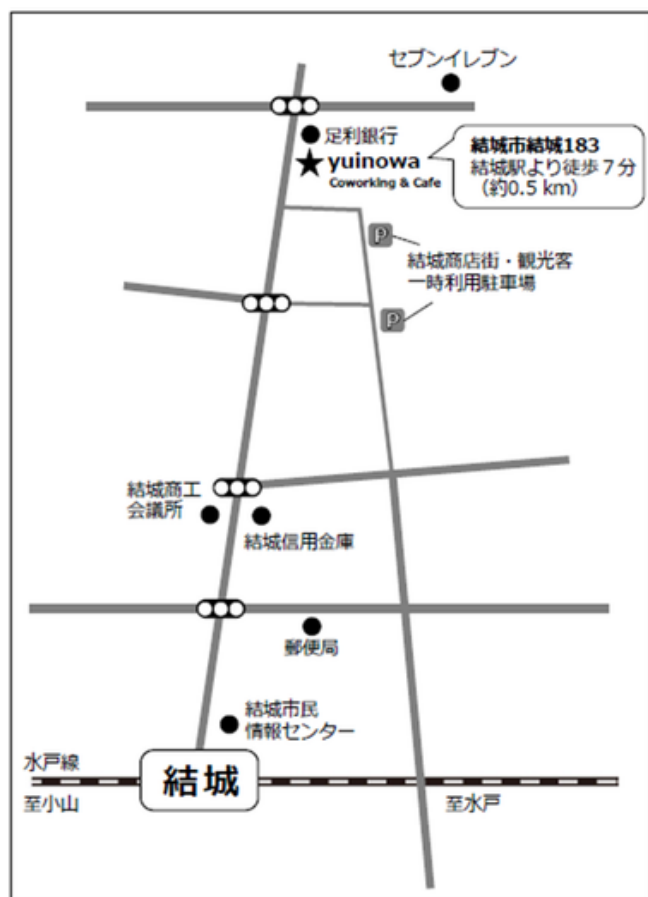 セブンイレブン
足利銀行
yuinowa
Coworking & Cafe
結城市結城183
結城駅より徒歩７分
（約0.5 km）
P
結城商店街・観光客
一時利用駐車場
P
結城商工
会議所
結城信用金庫
郵便局
結城市民
情報センター
水戸線
結城
至小山
至水戸